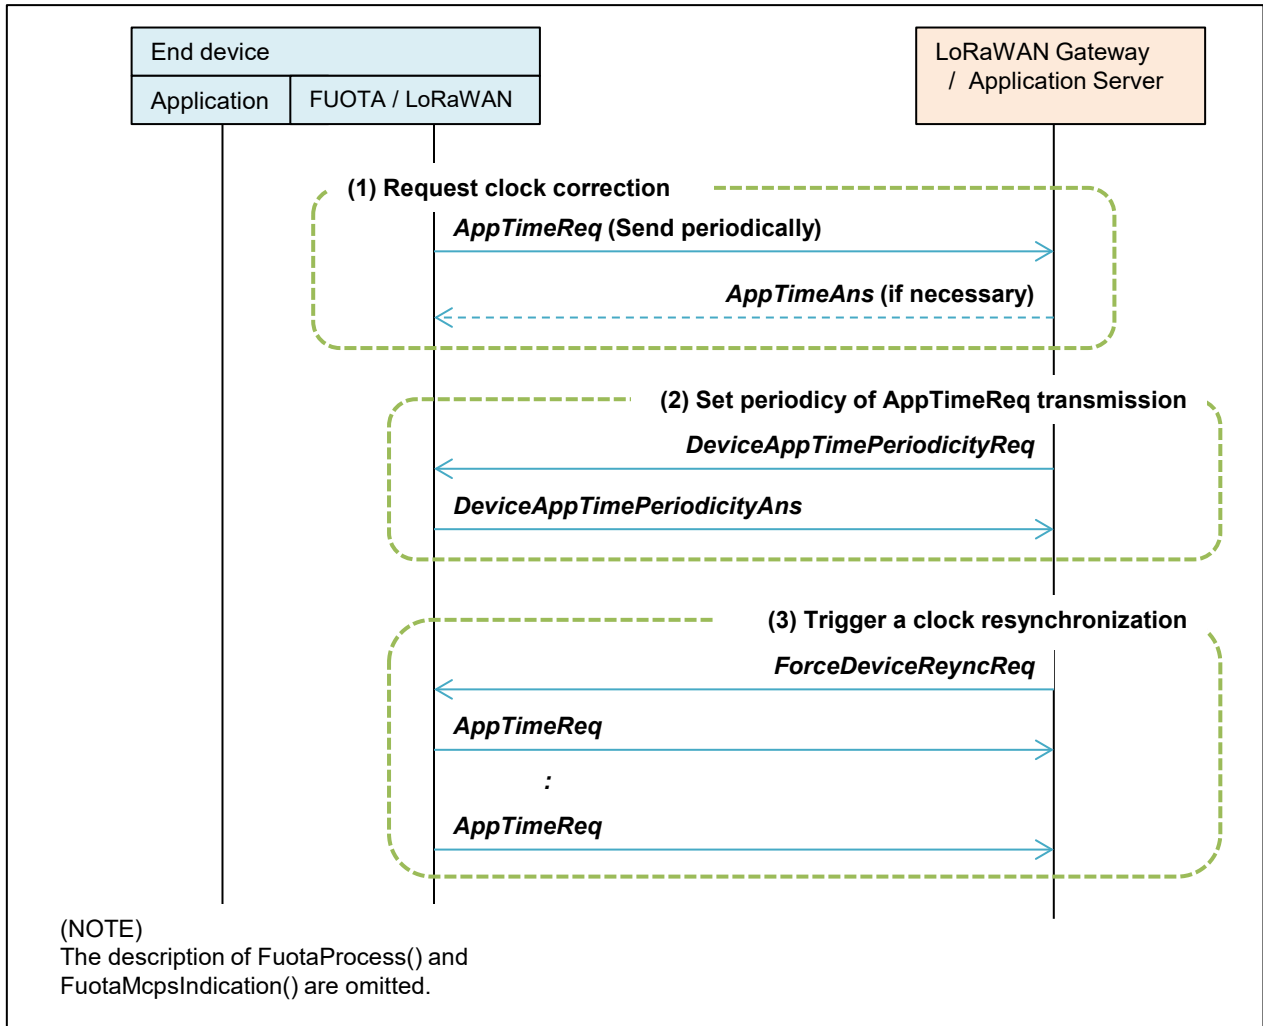 End device
Application
FUOTA / LoRaWAN
LoRaWAN Gateway
/ Application Server
(1) Request clock correction
AppTimeReq (Send periodically)
AppTimeAns (if necessary)
(2) Set periodicy of AppTimeReq transmission
DeviceAppTimePeriodicityReq
DeviceAppTimePeriodicityAns
(3) Trigger a clock resynchronization
ForceDeviceReyncReq
AppTimeReq
:
AppTimeReq
(NOTE)
The description of FuotaProcess() and
FuotaMcpsIndication() are omitted.